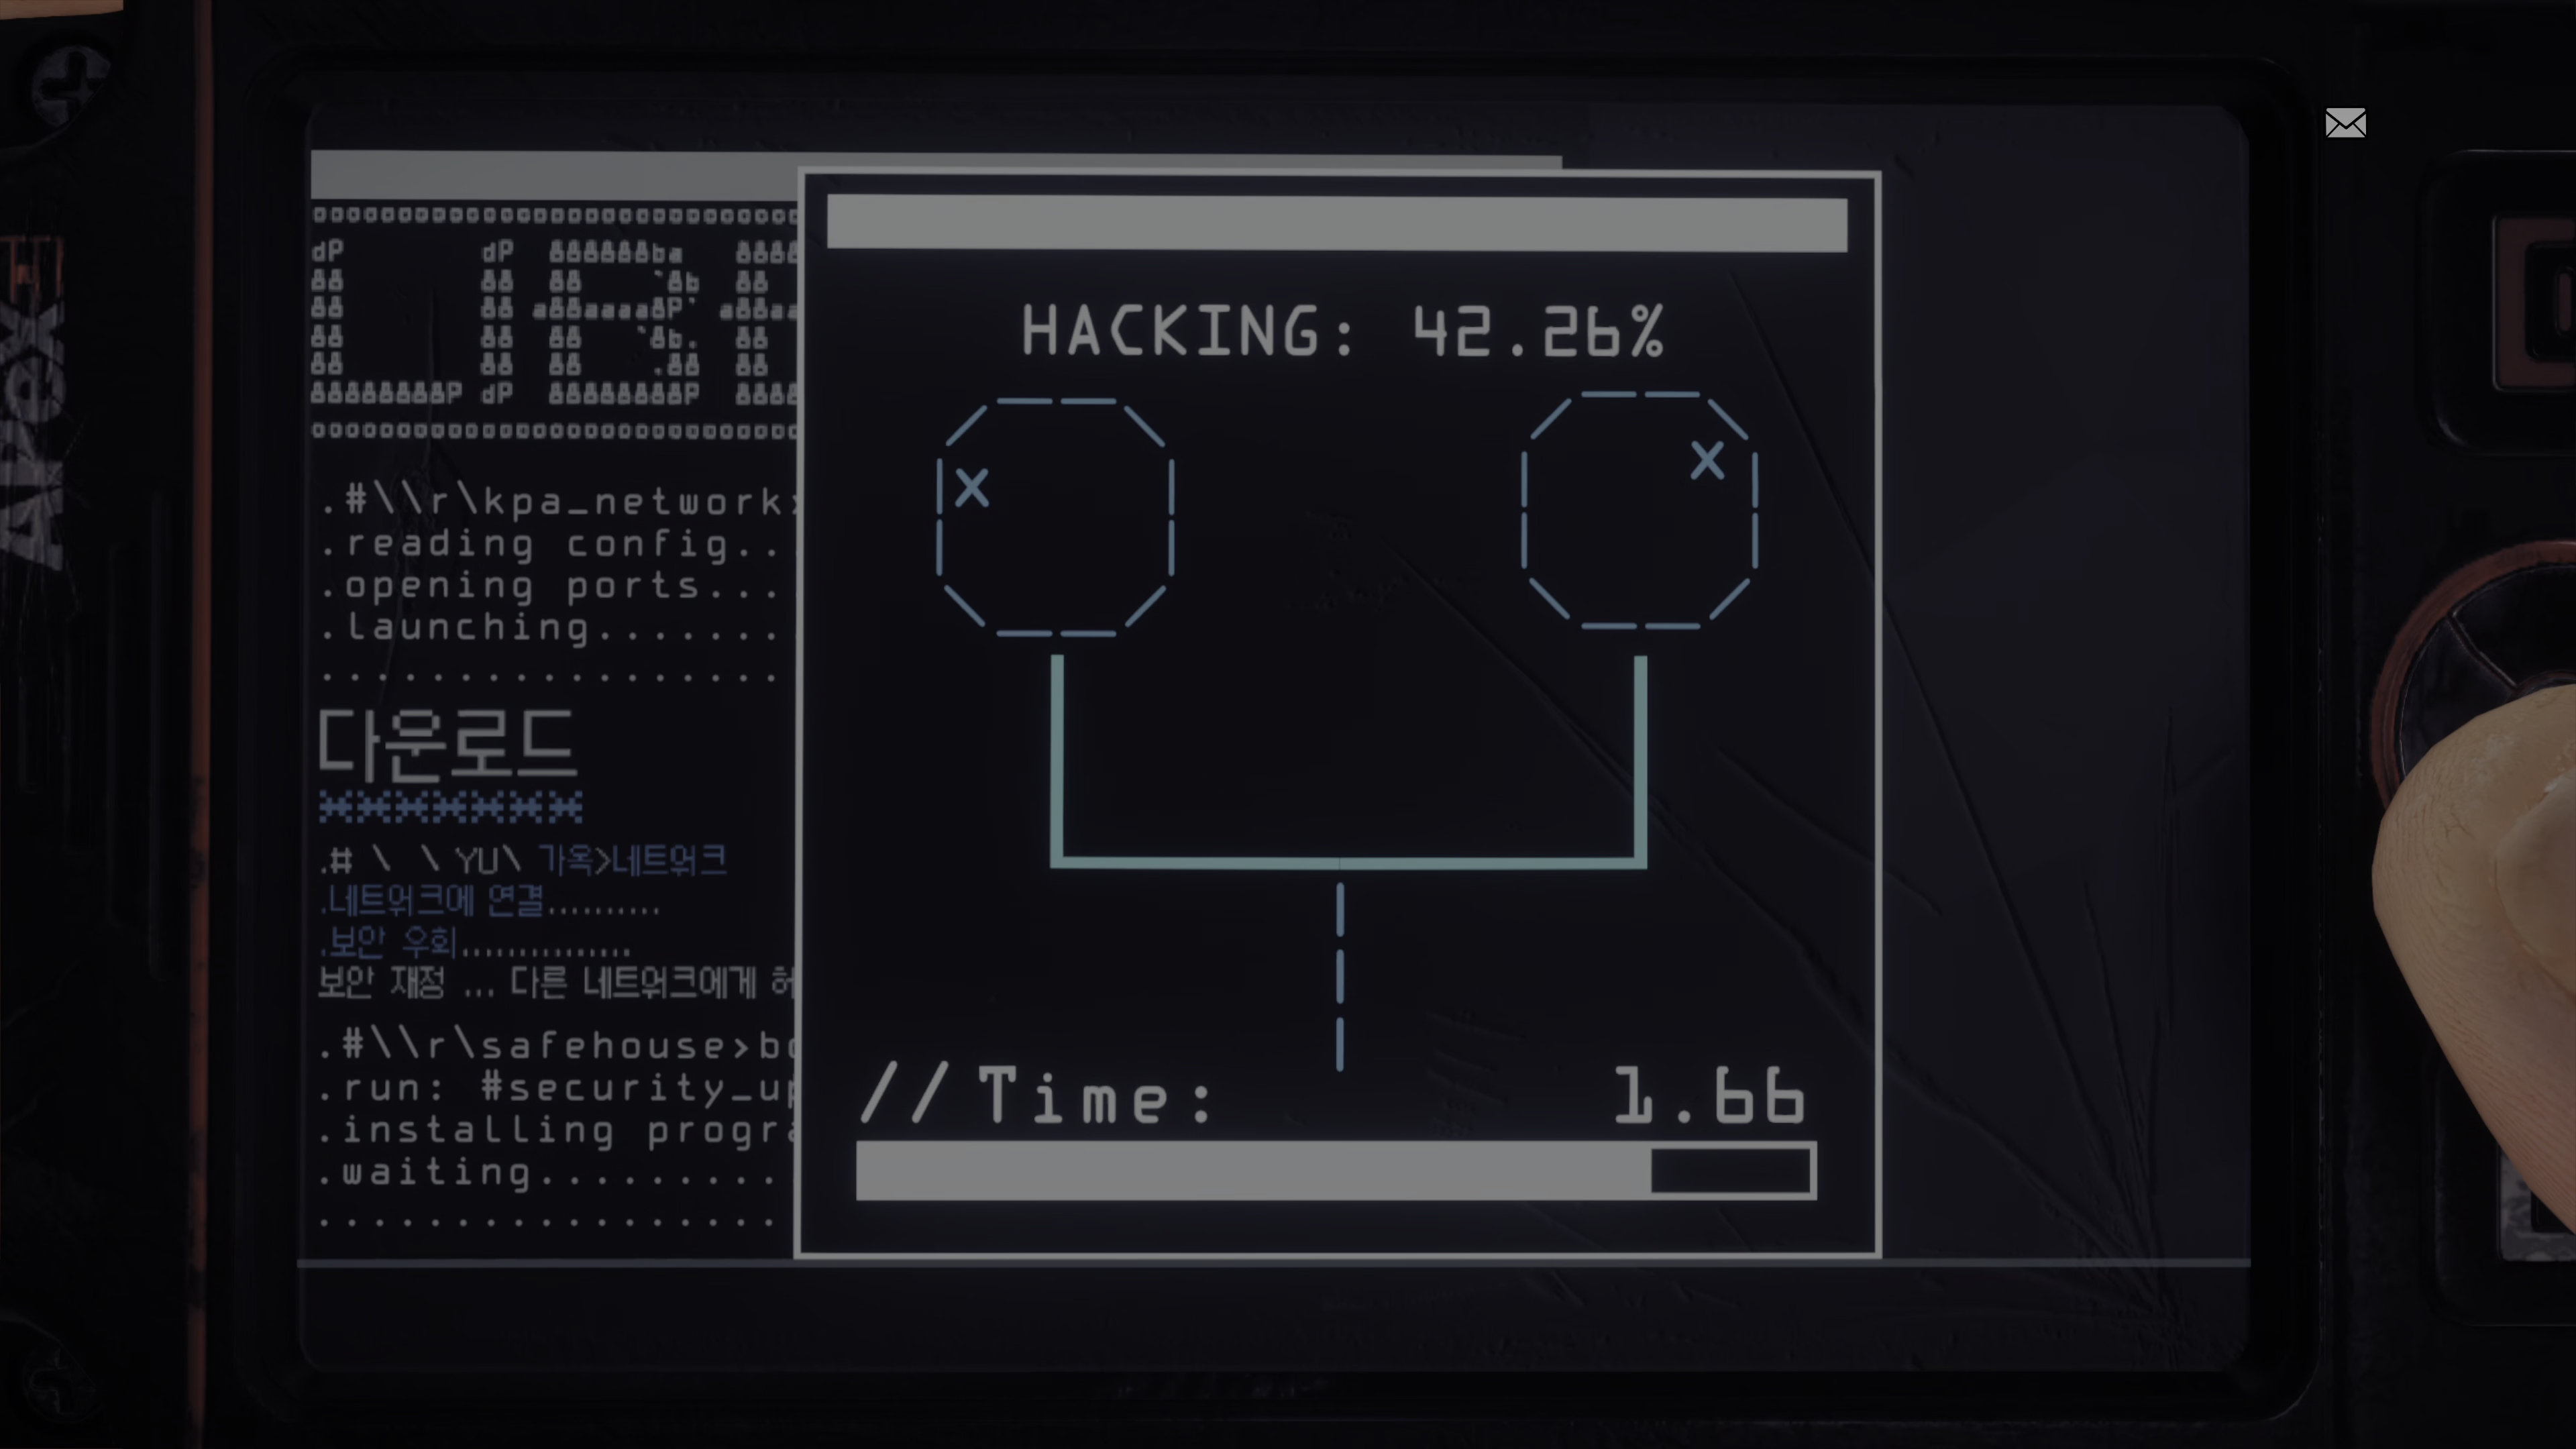 APEX
HACKING: 42.26%
.#\\r\kpa_network
.reading config..
.opening ports...
.launching.......
.................
다운로드
*******
.# \ \ YU\ 가옥>네트워크
.네트워크에 연결...........
.보안 우회................
보안 재정 ... 다른 네트워크에게
.#\\r\safehouse>
.run: #security_up
.installing progra
.waiting.........
.................
// Time: 1.66